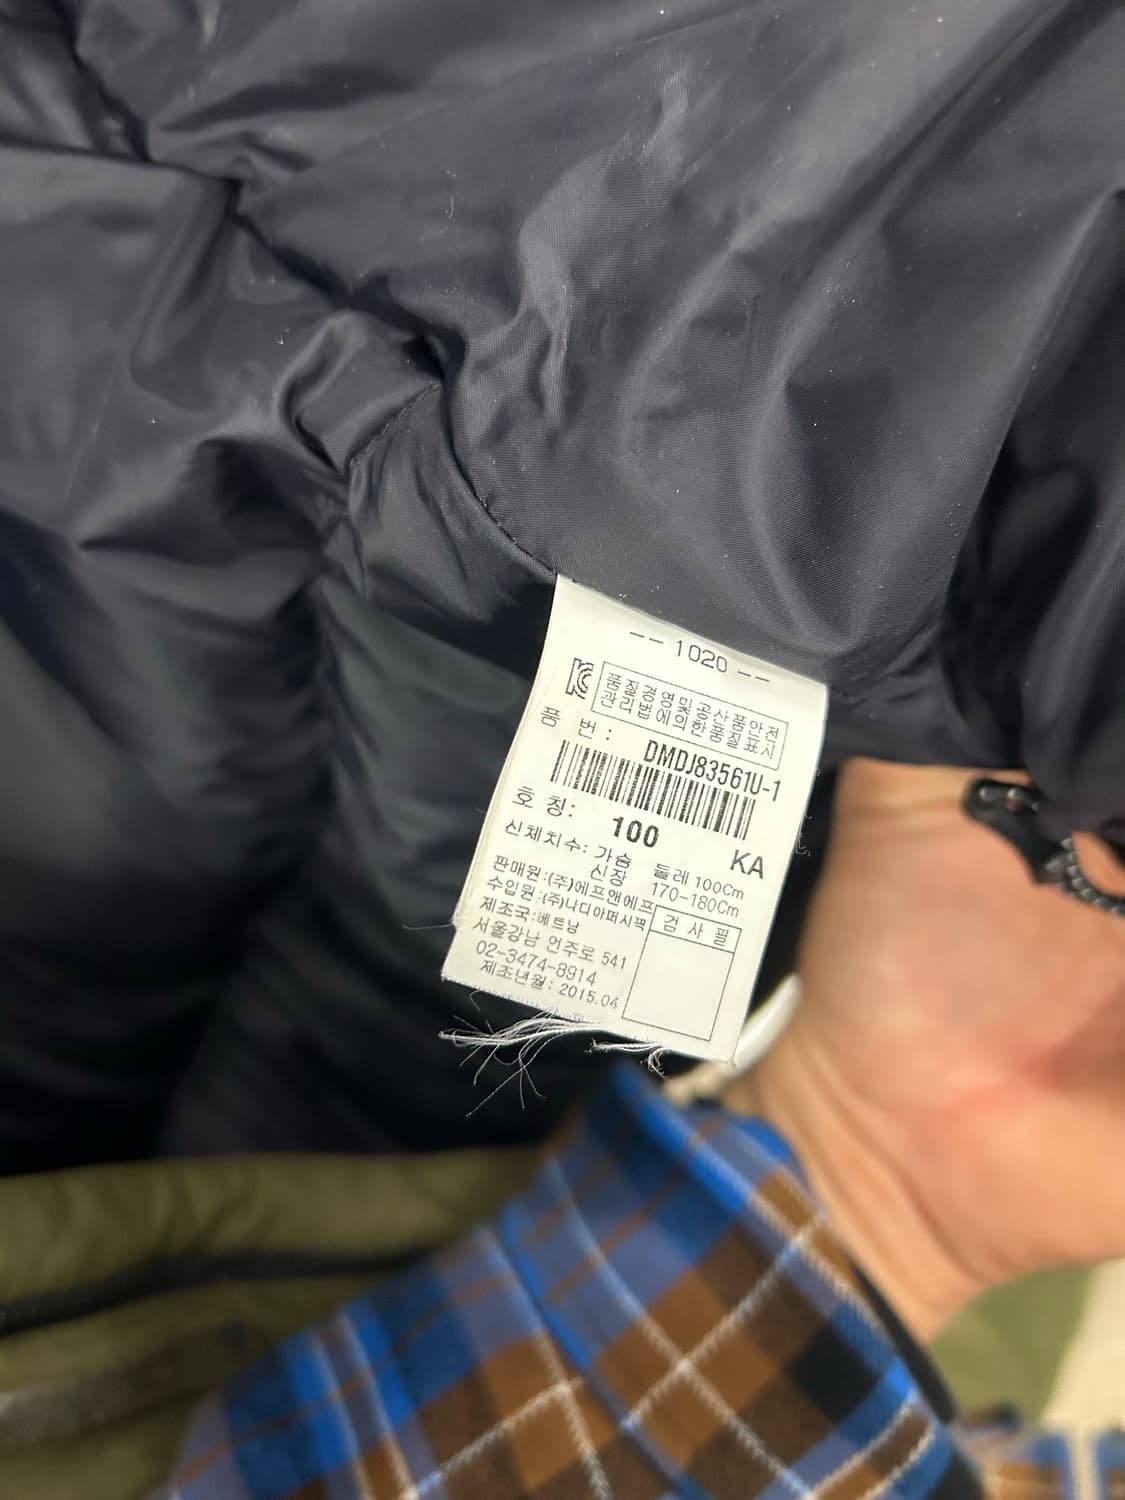 -- 1020 --
품질경영및공산품안전
관리법에의한품질표시
품 번 :
DMDJ83561U-1
호 칭: 100 KA
신체치수: 가슴 둘레 100Cm
신장 170-180Cm
판매원:(주)에프앤에프
수입원:(주)나디아퍼시픽
제조국:베트남
서울강남 언주로 541
02-3474-8914
제조년월: 2015.04
검 사 필